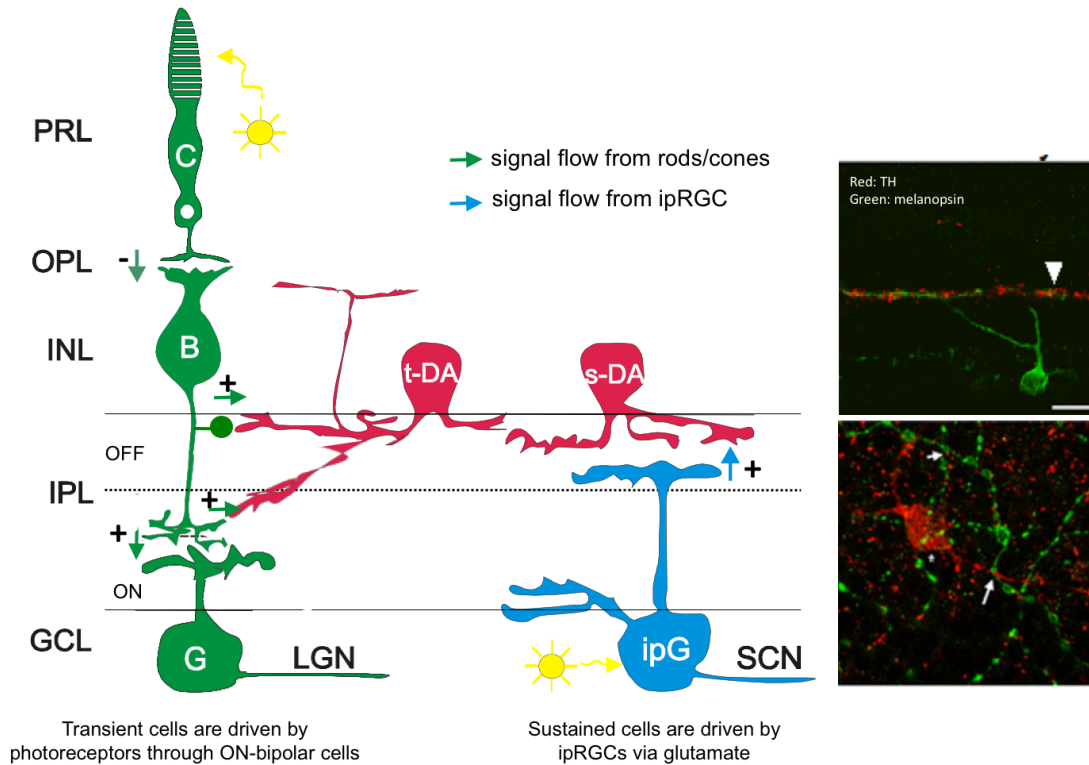 PRL
C
signal flow from rods/cones
signal flow from ipRGC
Red: TH
Green: melanopsin
OPL
-
INL
B
+
t-DA
s-DA
OFF
+
IPL
+
+
*
ON
GCL
G
LGN
ipG
SCN
Transient cells are driven by
photoreceptors through ON-bipolar cells
Sustained cells are driven by
ipRGCs via glutamate